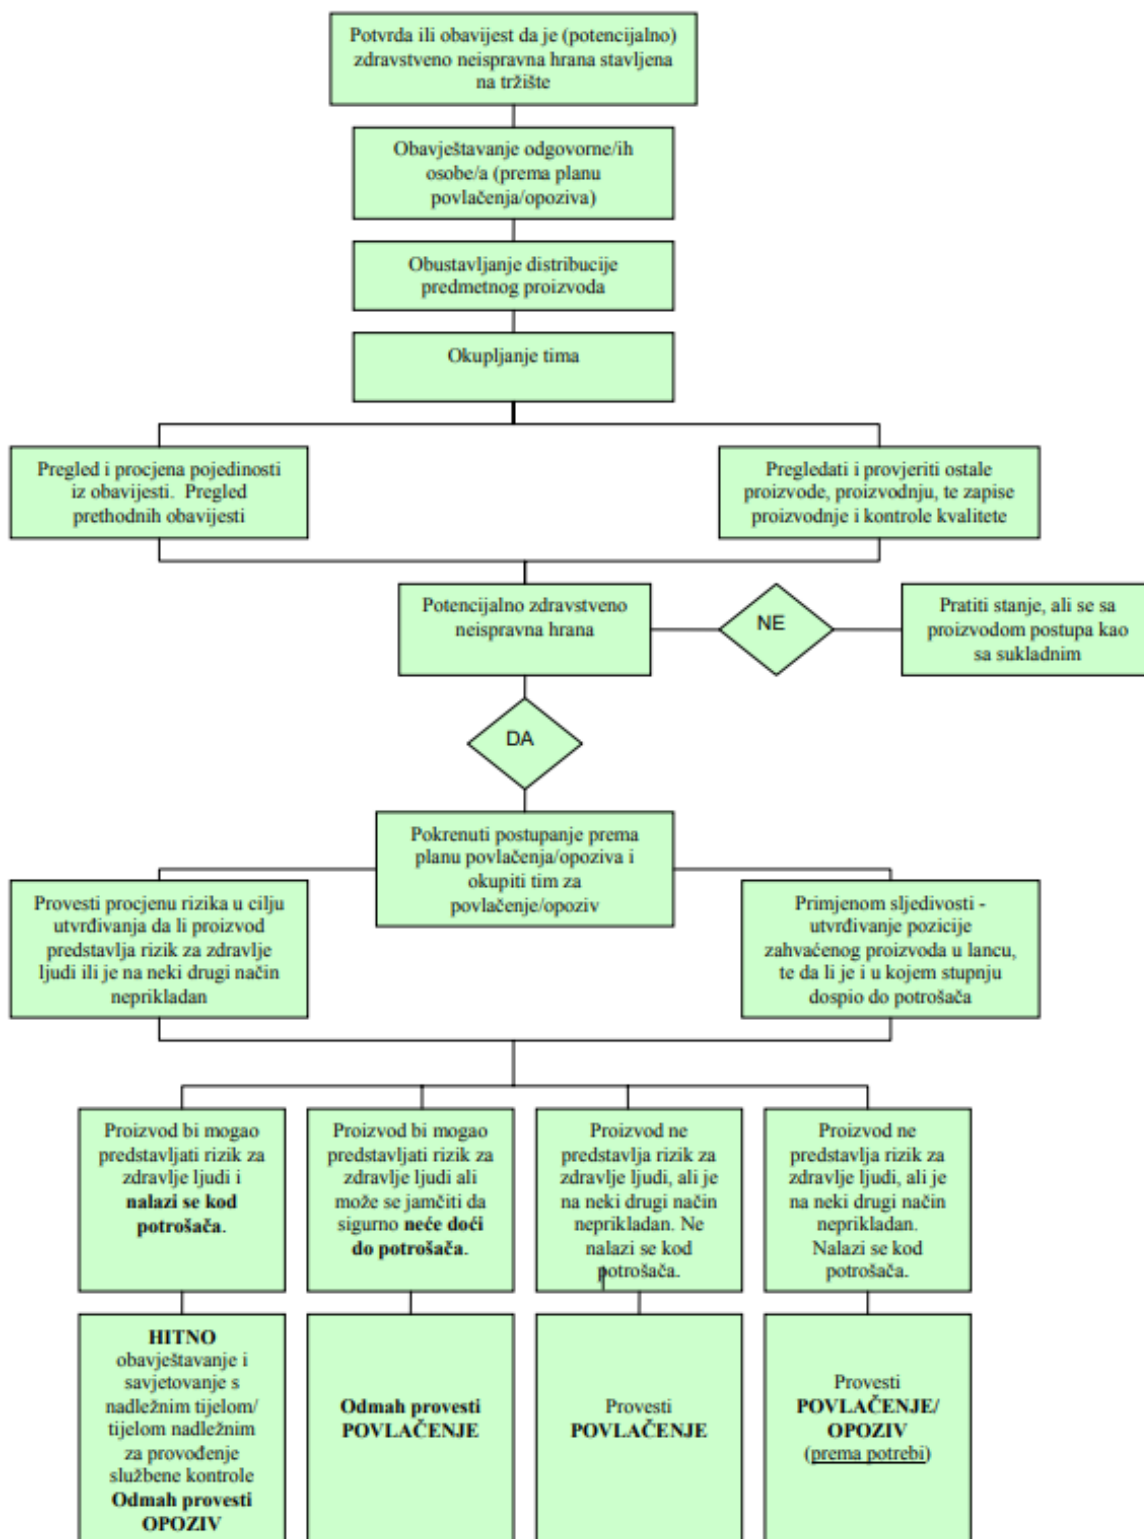 Potvrda ili obavijest da je (potencijalno)
zdravstveno neispravna hrana stavljena
na tržište
Obavještavanje odgovorne/ih
osobe/a (prema planu
povlačenja/opoziva)
Obustavljanje distribucije
predmetnog proizvoda
Okupljanje tima
Pregled i procjena pojedinosti
iz obavijesti. Pregled
prethodnih obavijesti
Pregledati i provjeriti ostale
proizvode, proizvodnju, te zapise
proizvodnje i kontrole kvalitete
Potencijalno zdravstveno
neispravna hrana
NE
Pratiti stanje, ali se sa
proizvodom postupa kao
sa sukladnim
DA
Pokrenuti postupanje prema
planu povlačenja/opoziva i
okupiti tim za
povlačenje/opoziv
Provesti procjenu rizika u cilju
utvrđivanja da li proizvod
predstavlja rizik za zdravlje
ljudi ili je na neki drugi način
neprikladan
Primjenom sljedivosti -
utvrđivanje pozicije
zahvaćenog proizvoda u lancu,
te da li je i u kojem stupnju
dospio do potrošača
Proizvod bi mogao
predstavljati rizik za
zdravlje ljudi i
nalazi se kod
potrošača.
Proizvod bi mogao
predstavljati rizik za
zdravlje ljudi ali
može se jamčiti da
sigurno neće doći
do potrošača.
Proizvod ne
predstavlja rizik za
zdravlje ljudi, ali je
na neki drugi način
neprikladan. Ne
nalazi se kod
potrošača.
Proizvod ne
predstavlja rizik za
zdravlje ljudi, ali je
na neki drugi način
neprikladan.
Nalazi se kod
potrošača.
HITNO
obavještavanje i
savjetovanje s
nadležnim tijelom/
tijelom nadležnim
za provođenje
službene kontrole
Odmah provesti
OPOZIV
Odmah provesti
POVLAČENJE
Provesti
POVLAČENJE
Provesti
POVLAČENJE/
OPOZIV
(prema potrebi)